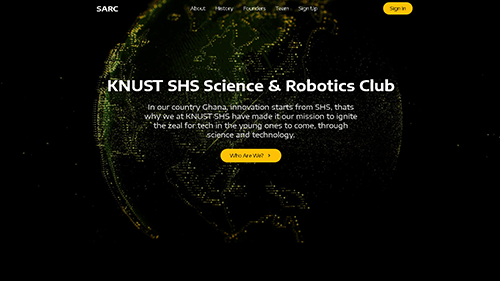 SARC
About History Founders Team Sign Up
Sign in
KNUST SHS Science & Robotics Club
In our country Ghana, innovation starts from SHS, thats
why we at KNUST SHS have made it our mission to ignite
the zeal for tech in the young ones to come, through
science and technology.
Who Are We?